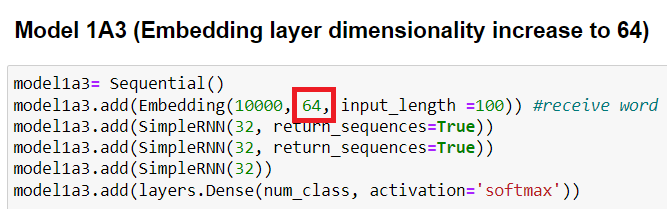 Model 1A3 (Embedding layer dimensionality increase to 64)
model1a3= Sequential()
model1a3.add(Embedding(10000, 64, input_length =100)) #receive word
model1a3.add(SimpleRNN(32, return_sequences=True))
model1a3.add(SimpleRNN(32, return_sequences=True))
model1a3.add(SimpleRNN(32))
model1a3.add(layers.Dense(num_class, activation='softmax'))